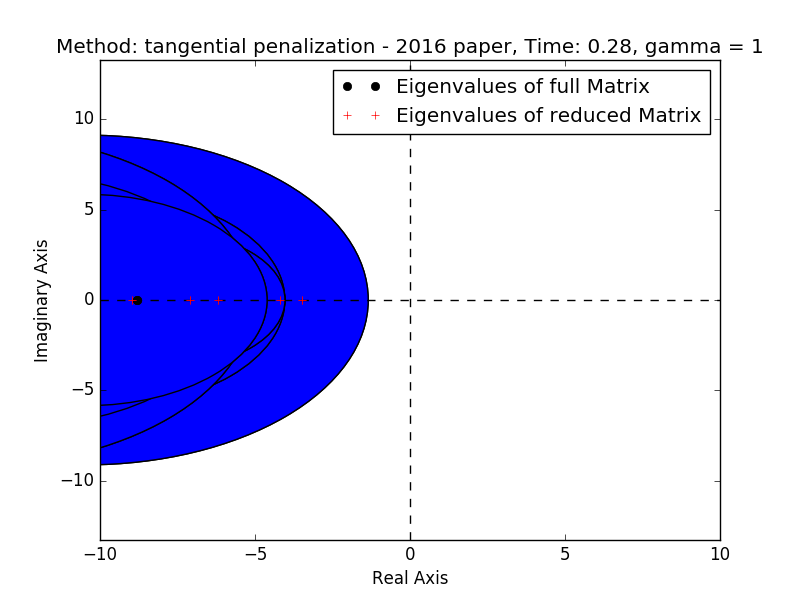 Method: tangential penalization - 2016 paper, Time: 0.28, gamma = 1
Eigenvalues of full Matrix
Eigenvalues of reduced Matrix
10
5
0
−5
−10
Imaginary Axis
−10 −5 0 5 10
Real Axis